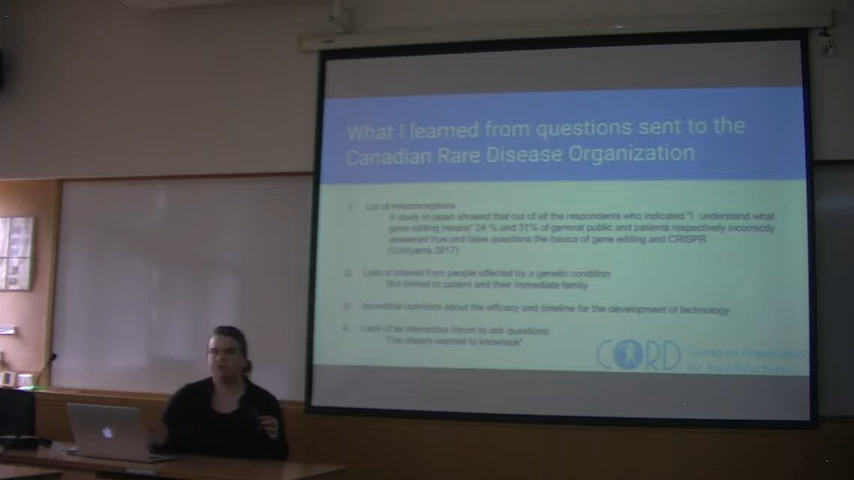 What I learned from questions sent to the
Canadian Rare Disease Organization
1) Lot of misconceptions
A study in japan showed that out of all the respondents who indicated "I understand what
gene editing means" 24 % and 31% of general public and patients respectively incorrectly
answered true and false questions the basics of gene editing and CRISPR
2017)
2) Lots of interest from people affected by a genetic condition
Not limited to patient and their immediate family
3) Incredible optimism about the efficacy and timeline for the development of technology
4) Lack of an interactive forum to ask questions
"I've always wanted to know/ask"
CORD
Canadian Organization
for Rare Disorders